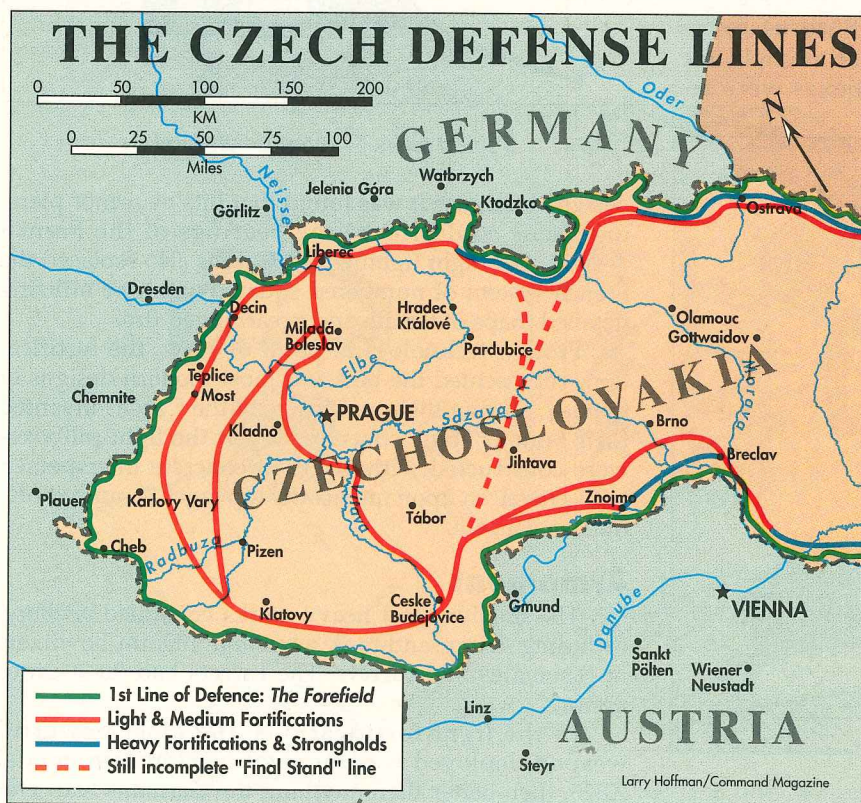 THE CZECH DEFENSE LINES
0 50 100 150 200
KM
0 25 50 75 100
Miles
N
Oder
GERMANY
Neisse
Jelenia Góra
Watbrzych
Görlitz
Ktodzko
Ostrava
Liberec
Dresden
Decin
Hradec
Králové
Miladá
Boleslav
Olamouc
Gottwaidov
Pardubice
Teplice
Elbe
Most
Chemnite
CZECHOSLOVAKIA
Morava
PRAGUE
Sdzava
Kladno
Brno
Jihtava
Breclav
Plauen
Karlovy Vary
Vltava
Tábor
Znojmo
Cheb
Radbuza
Pizen
Klatovy
Ceske
Budejovice
Gmund
Danube
VIENNA
Sankt
Pölten
Wiener
Neustadt
Linz
AUSTRIA
Steyr
1st Line of Defence: The Forefield
Light & Medium Fortifications
Heavy Fortifications & Strongholds
Still incomplete "Final Stand" line
Larry Hoffman/Command Magazine